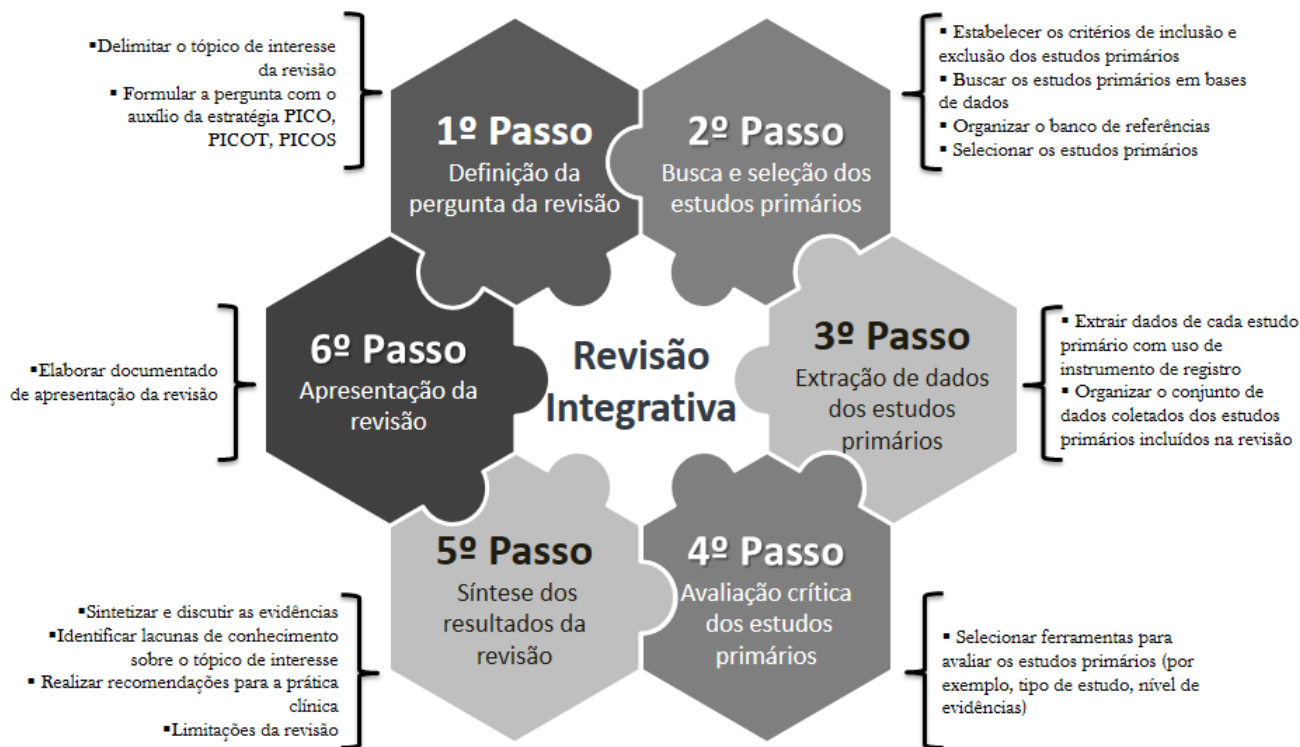 ▪Delimitar o tópico de interesse
da revisão
▪ Formular a pergunta com o
auxílio da estratégia PICO,
PICOT, PICOS
1º Passo
Definição da
pergunta da revisão
2º Passo
Busca e seleção dos
estudos primários
▪ Estabelecer os critérios de inclusão e
exclusão dos estudos primários
▪ Buscar os estudos primários em bases
de dados
▪ Organizar o banco de referências
▪ Selecionar os estudos primários
▪Elaborar documentado
de apresentação da revisão
6º Passo
Apresentação da
revisão
Revisão
Integrativa
3º Passo
Extração de dados
dos estudos
primários
▪ Extrair dados de cada estudo
primário com uso de
instrumento de registro
▪ Organizar o conjunto de
dados coletados dos estudos
primários incluídos na revisão
▪Sintetizar e discutir as evidências
▪Identificar lacunas de conhecimento
sobre o tópico de interesse
▪ Realizar recomendações para a prática
clínica
▪Limitações da revisão
5º Passo
Síntese dos
resultados da
revisão
4º Passo
Avaliação crítica
dos estudos
primários
▪ Selecionar ferramentas para
avaliar os estudos primários (por
exemplo, tipo de estudo, nível de
evidências)